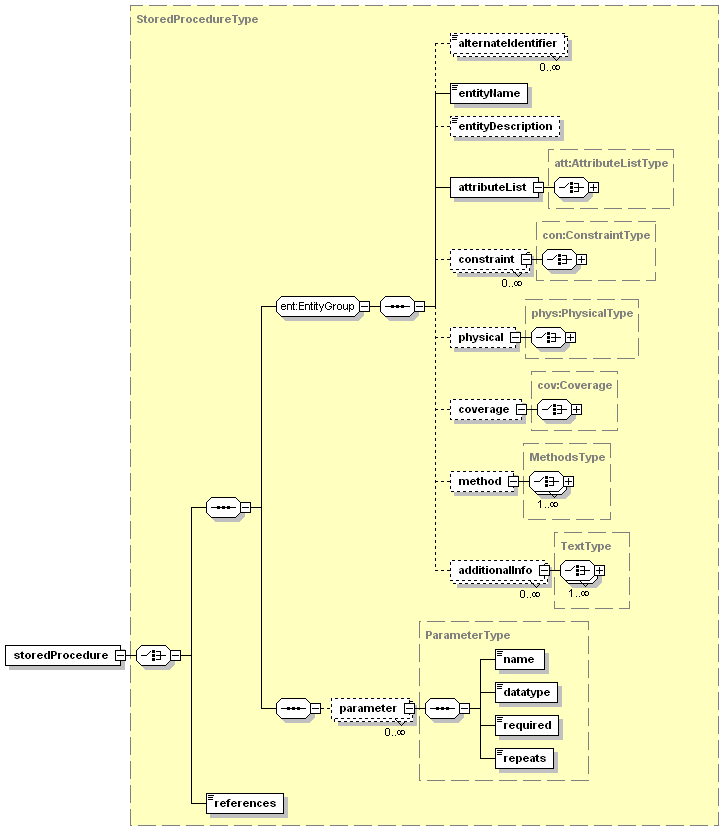 StoredProcedureType
alternateIdentifier
0..∞
entityName
entityDescription
att:AttributeListType
attributeList
con:ConstraintType
constraint
0..∞
ent:EntityGroup
phys:PhysicalType
physical
cov:Coverage
coverage
MethodsType
method
1..∞
TextType
additionalInfo
0..∞
1..∞
storedProcedure
ParameterType
name
datatype
parameter
0..∞
required
repeats
references